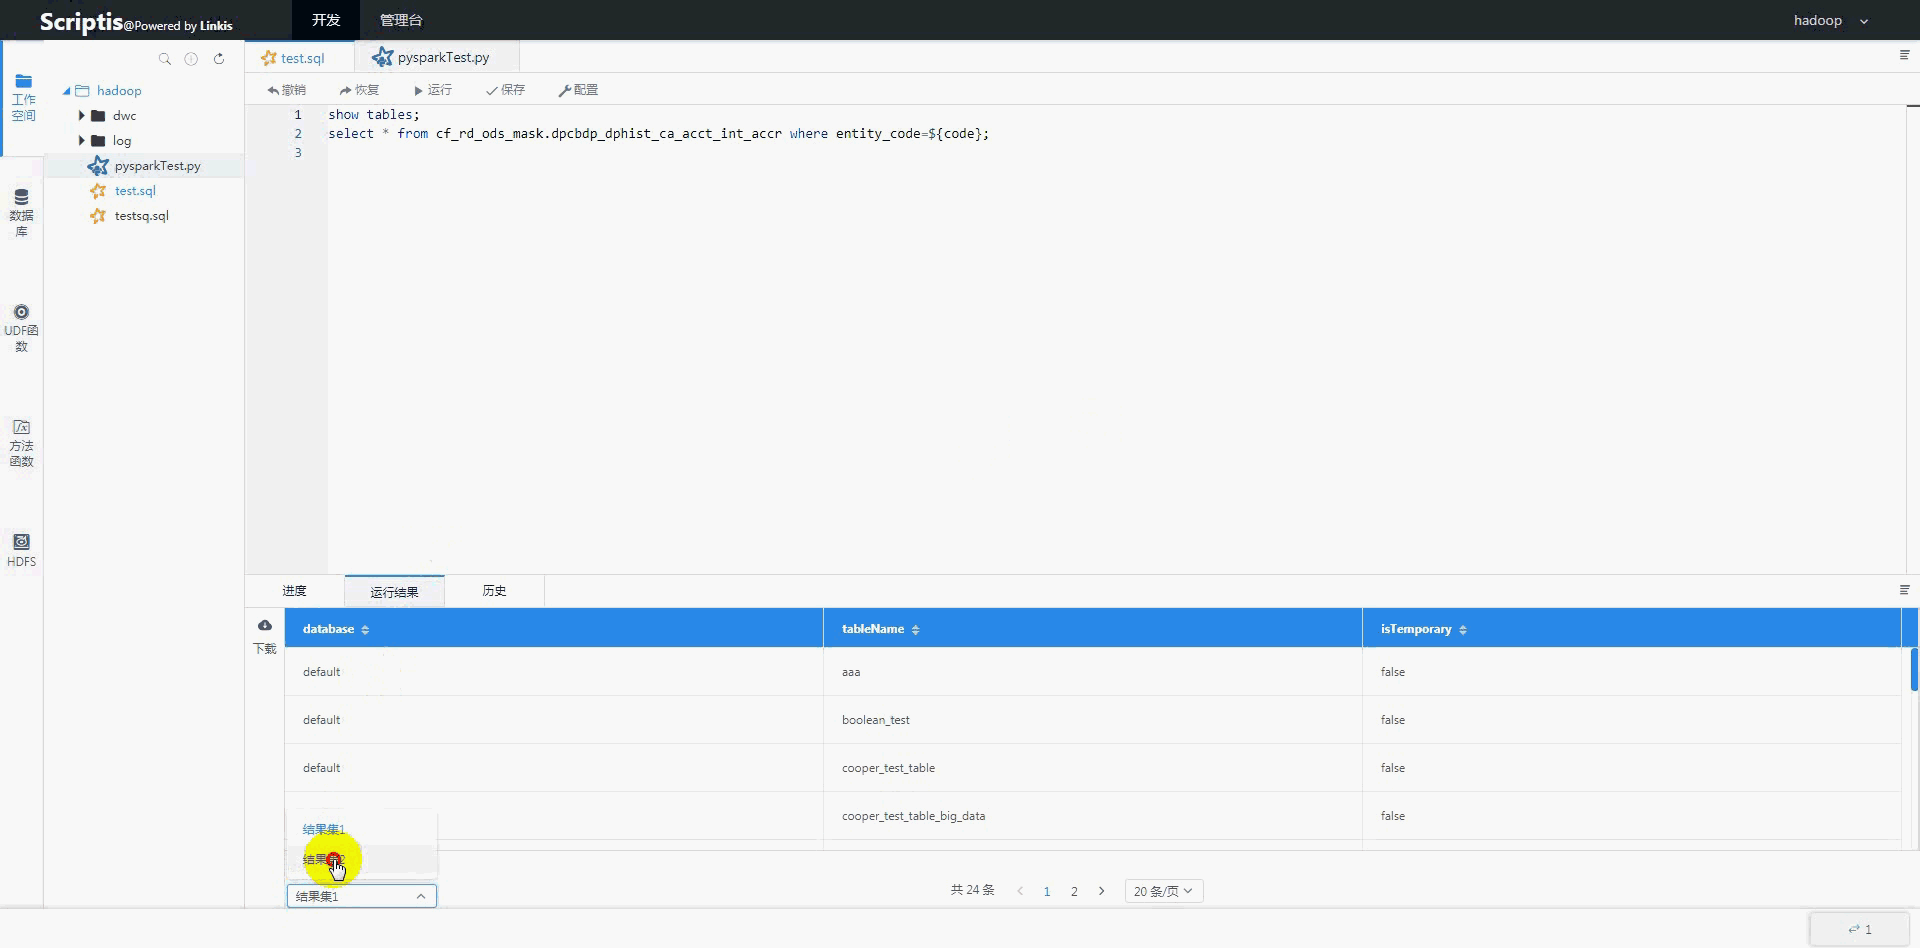 Scriptis@Powered by Linkis
开发
管理台
hadoop
工作
空间
数据
库
UDF函
数
方法
函数
HDFS
hadoop
dwc
log
pysparkTest.py
test.sql
testsq.sql
test.sql
pysparkTest.py
撤销
恢复
运行
保存
配置
1 show tables;
2 select * from cf_rd_ods_mask.dpcbdp_dphist_ca_acct_int_accr where entity_code=${code};
3
进度
运行结果
历史
下载
database tableName isTemporary
default aaa false
default boolean_test false
default cooper_test_table false
cooper_test_table_big_data false
结果集1
结果集2
结果集1
共 24 条
1 2
20 条/页
1